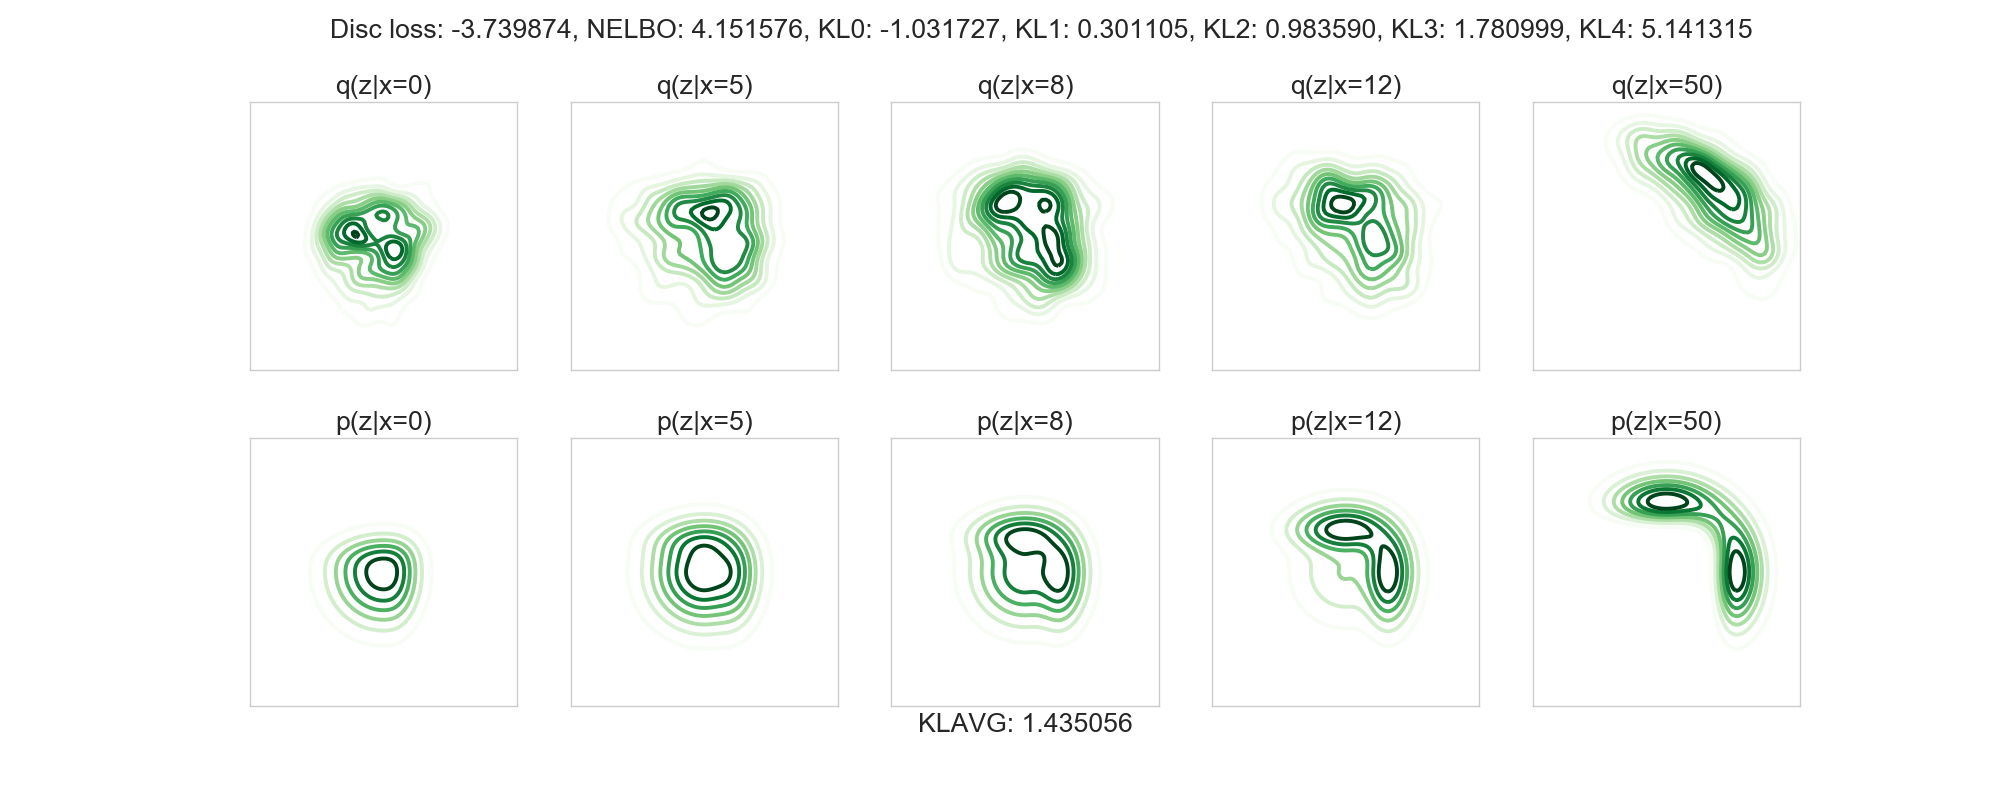 Disc loss: -3.739874, NELBO: 4.151576, KL0: -1.031727, KL1: 0.301105, KL2: 0.983590, KL3: 1.780999, KL4: 5.141315
q(z|x=0)
q(z|x=5)
q(z|x=8)
q(z|x=12)
q(z|x=50)
p(z|x=0)
p(z|x=5)
p(z|x=8)
p(z|x=12)
p(z|x=50)
KLAVG: 1.435056